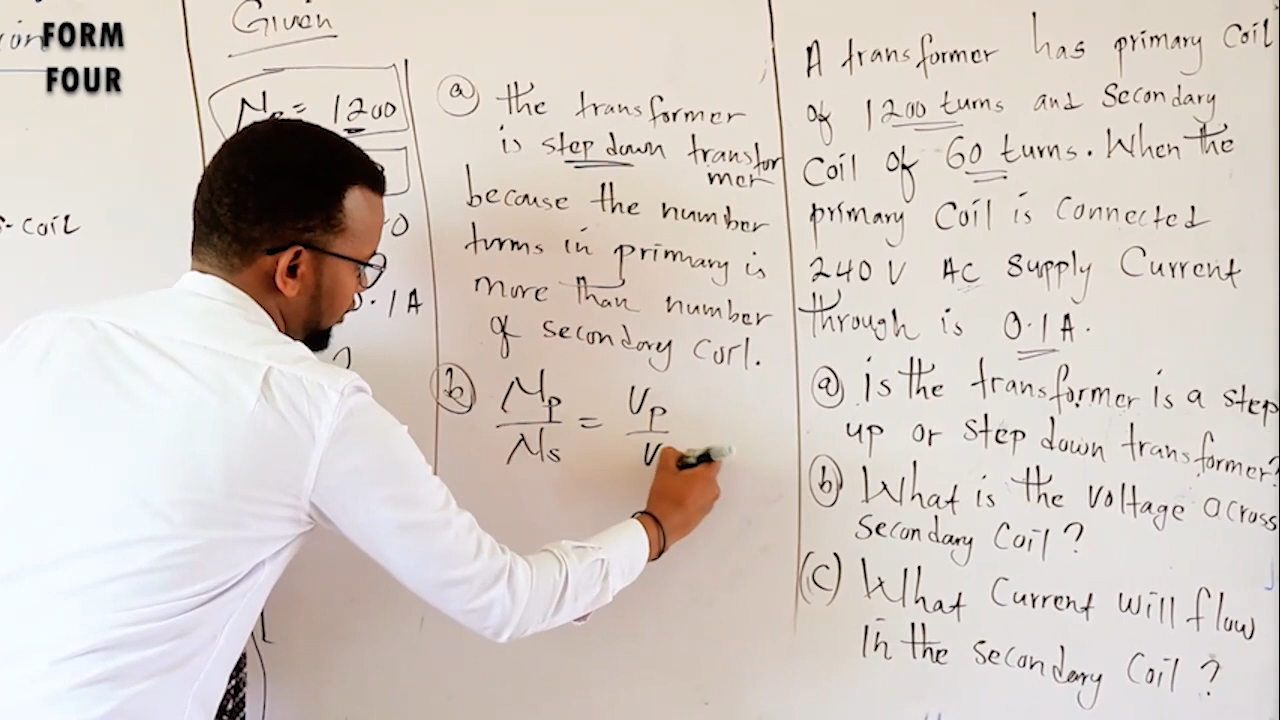 FORM
FOUR
Given
= 1200
coil
.1A
?
(a) the transformer
is step down transfor
mer
because the number
turns in primary is
more than number
of secondary corl.
(b) Np/Ns = Vp/V
A transformer has primary Coil
of 1200 turns and Secondary
Coil of 60 turns. When the
primary Coil is Connected
240 V AC Supply Current
through is 0.1A.
(a) is the transformer is a step
up or step down transformer?
(b) What is the voltage across
Secondary Coil?
(c) What Current will flow
in the secondary Coil?